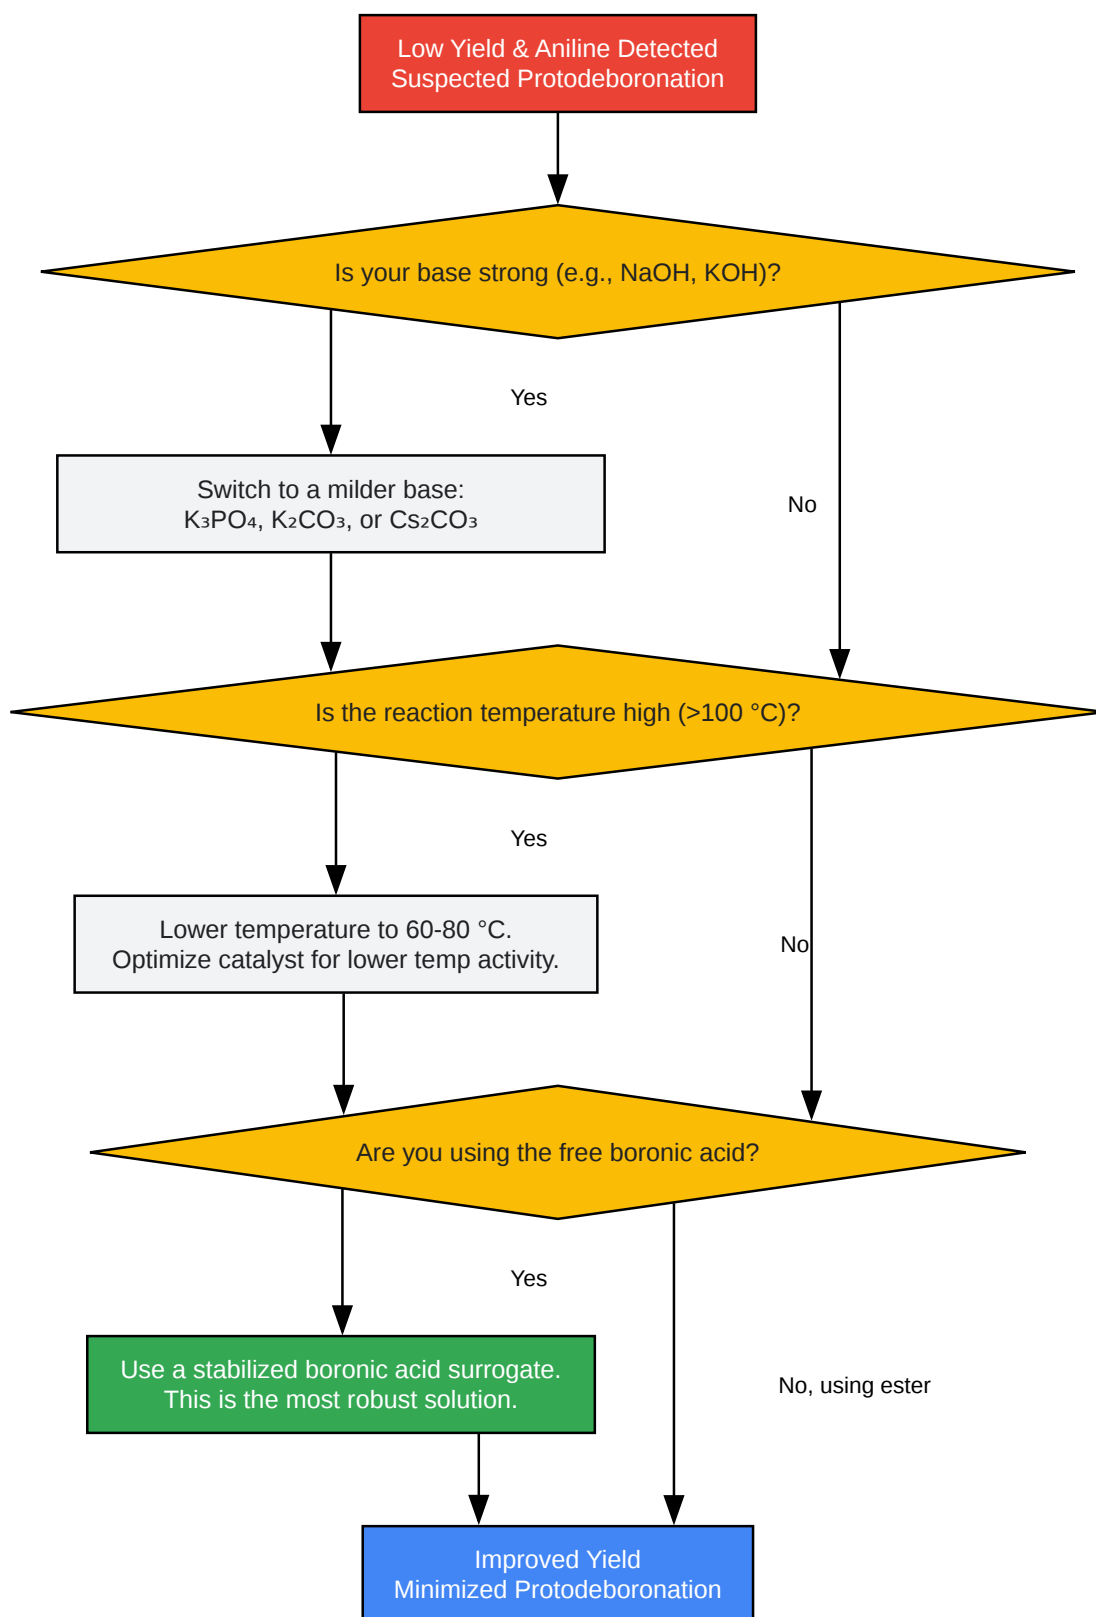 Low Yield & Aniline Detected
Suspected Protodeboronation
Is your base strong (e.g., NaOH, KOH)?
Yes
Switch to a milder base:
K₃PO₄, K₂CO₃, or Cs₂CO₃
No
Is the reaction temperature high (>100 °C)?
Yes
Lower temperature to 60-80 °C.
Optimize catalyst for lower temp activity.
No
Are you using the free boronic acid?
Yes
Use a stabilized boronic acid surrogate.
This is the most robust solution.
No, using ester
Improved Yield
Minimized Protodeboronation